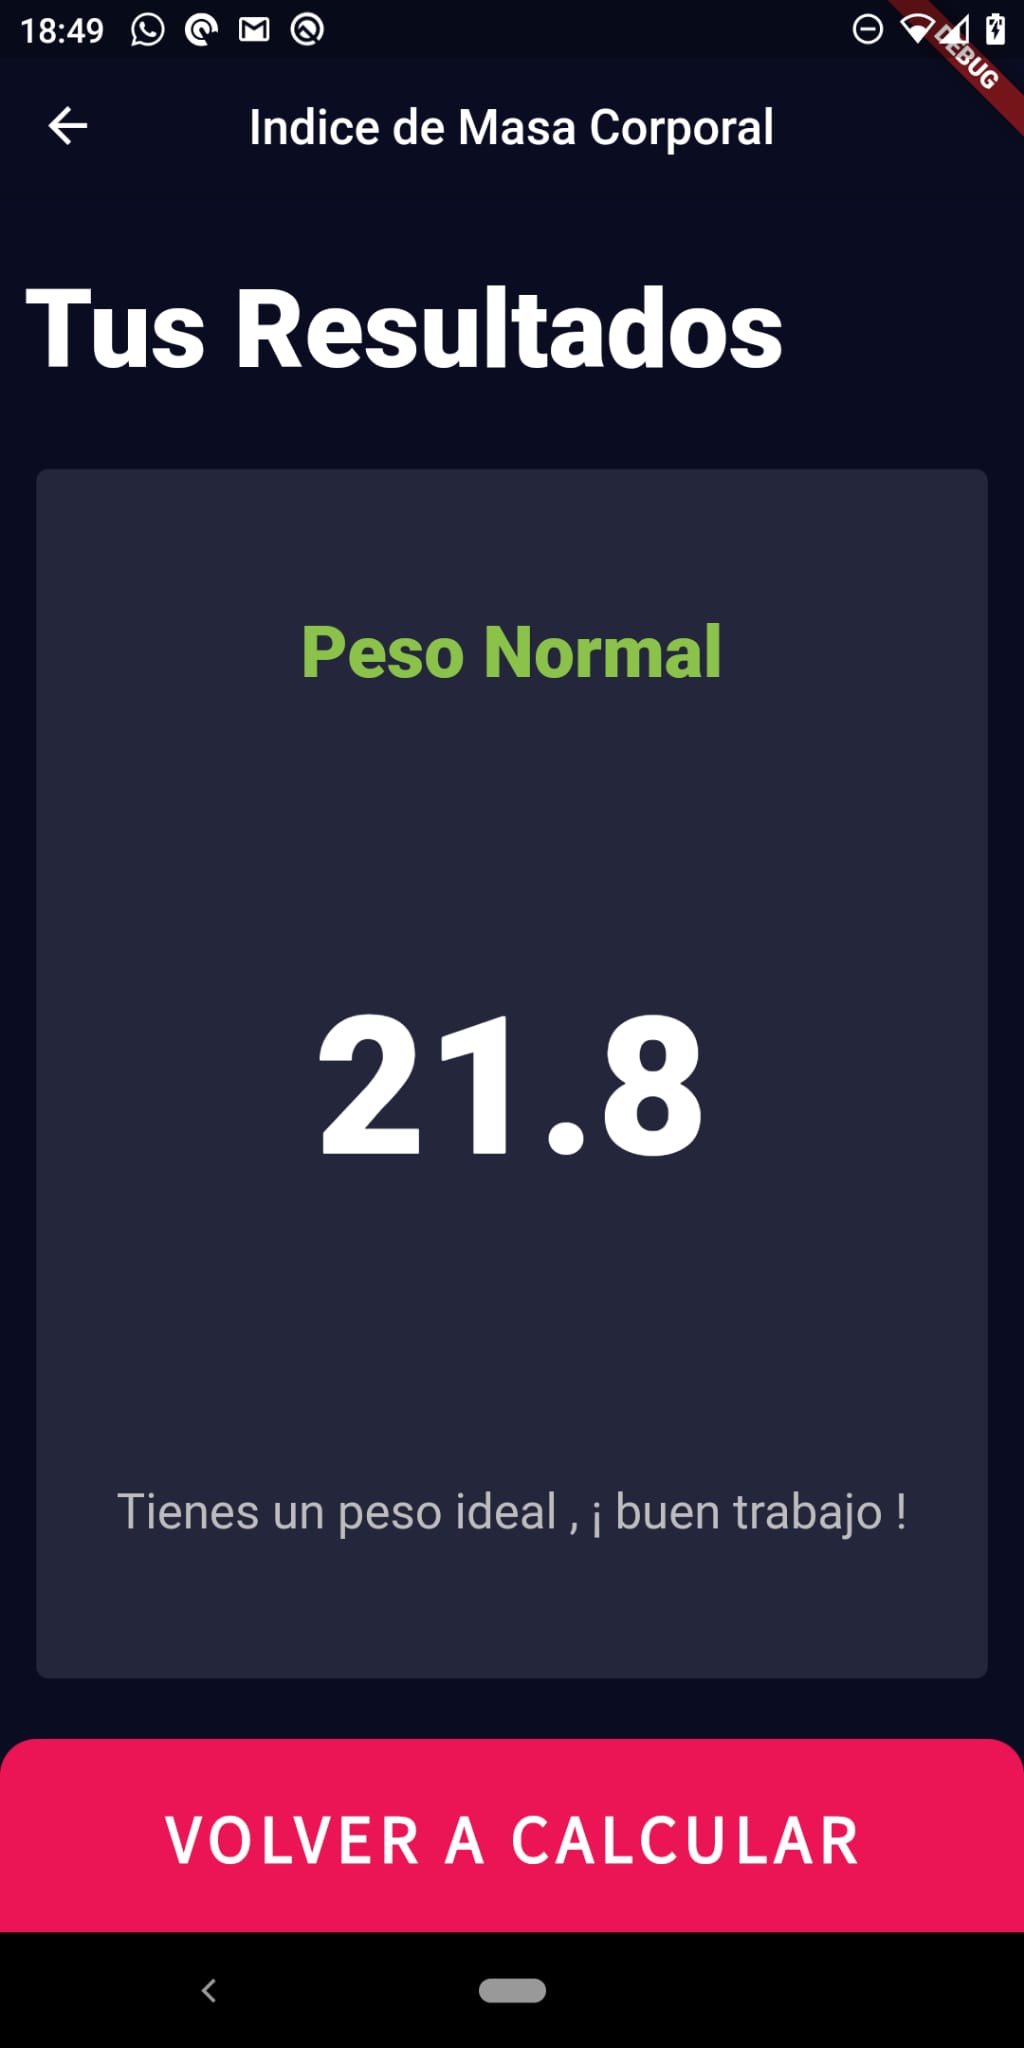 18:49
DEBUG
Indice de Masa Corporal
Tus Resultados
Peso Normal
21.8
Tienes un peso ideal , ¡ buen trabajo !
VOLVER A CALCULAR